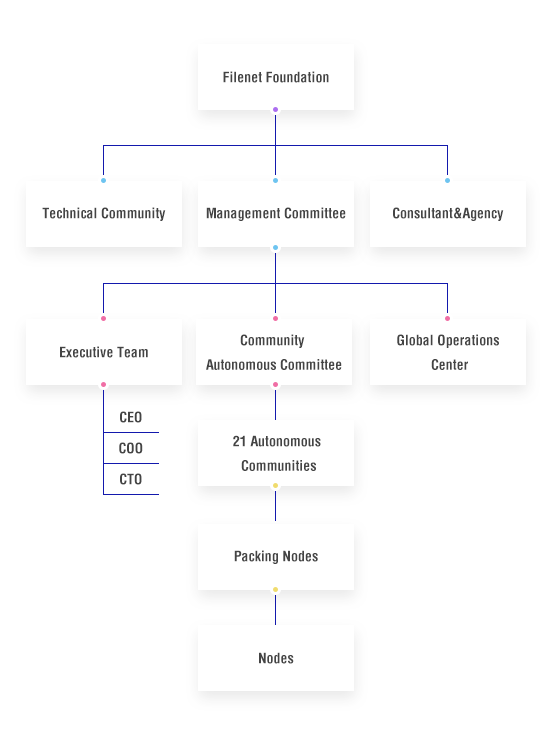 Filenet Foundation
Technical Community
Management Committee
Consultant&Agency
Executive Team
Community
Autonomous Committee
Global Operations
Center
CEO
COO
CTO
21 Autonomous
Communities
Packing Nodes
Nodes